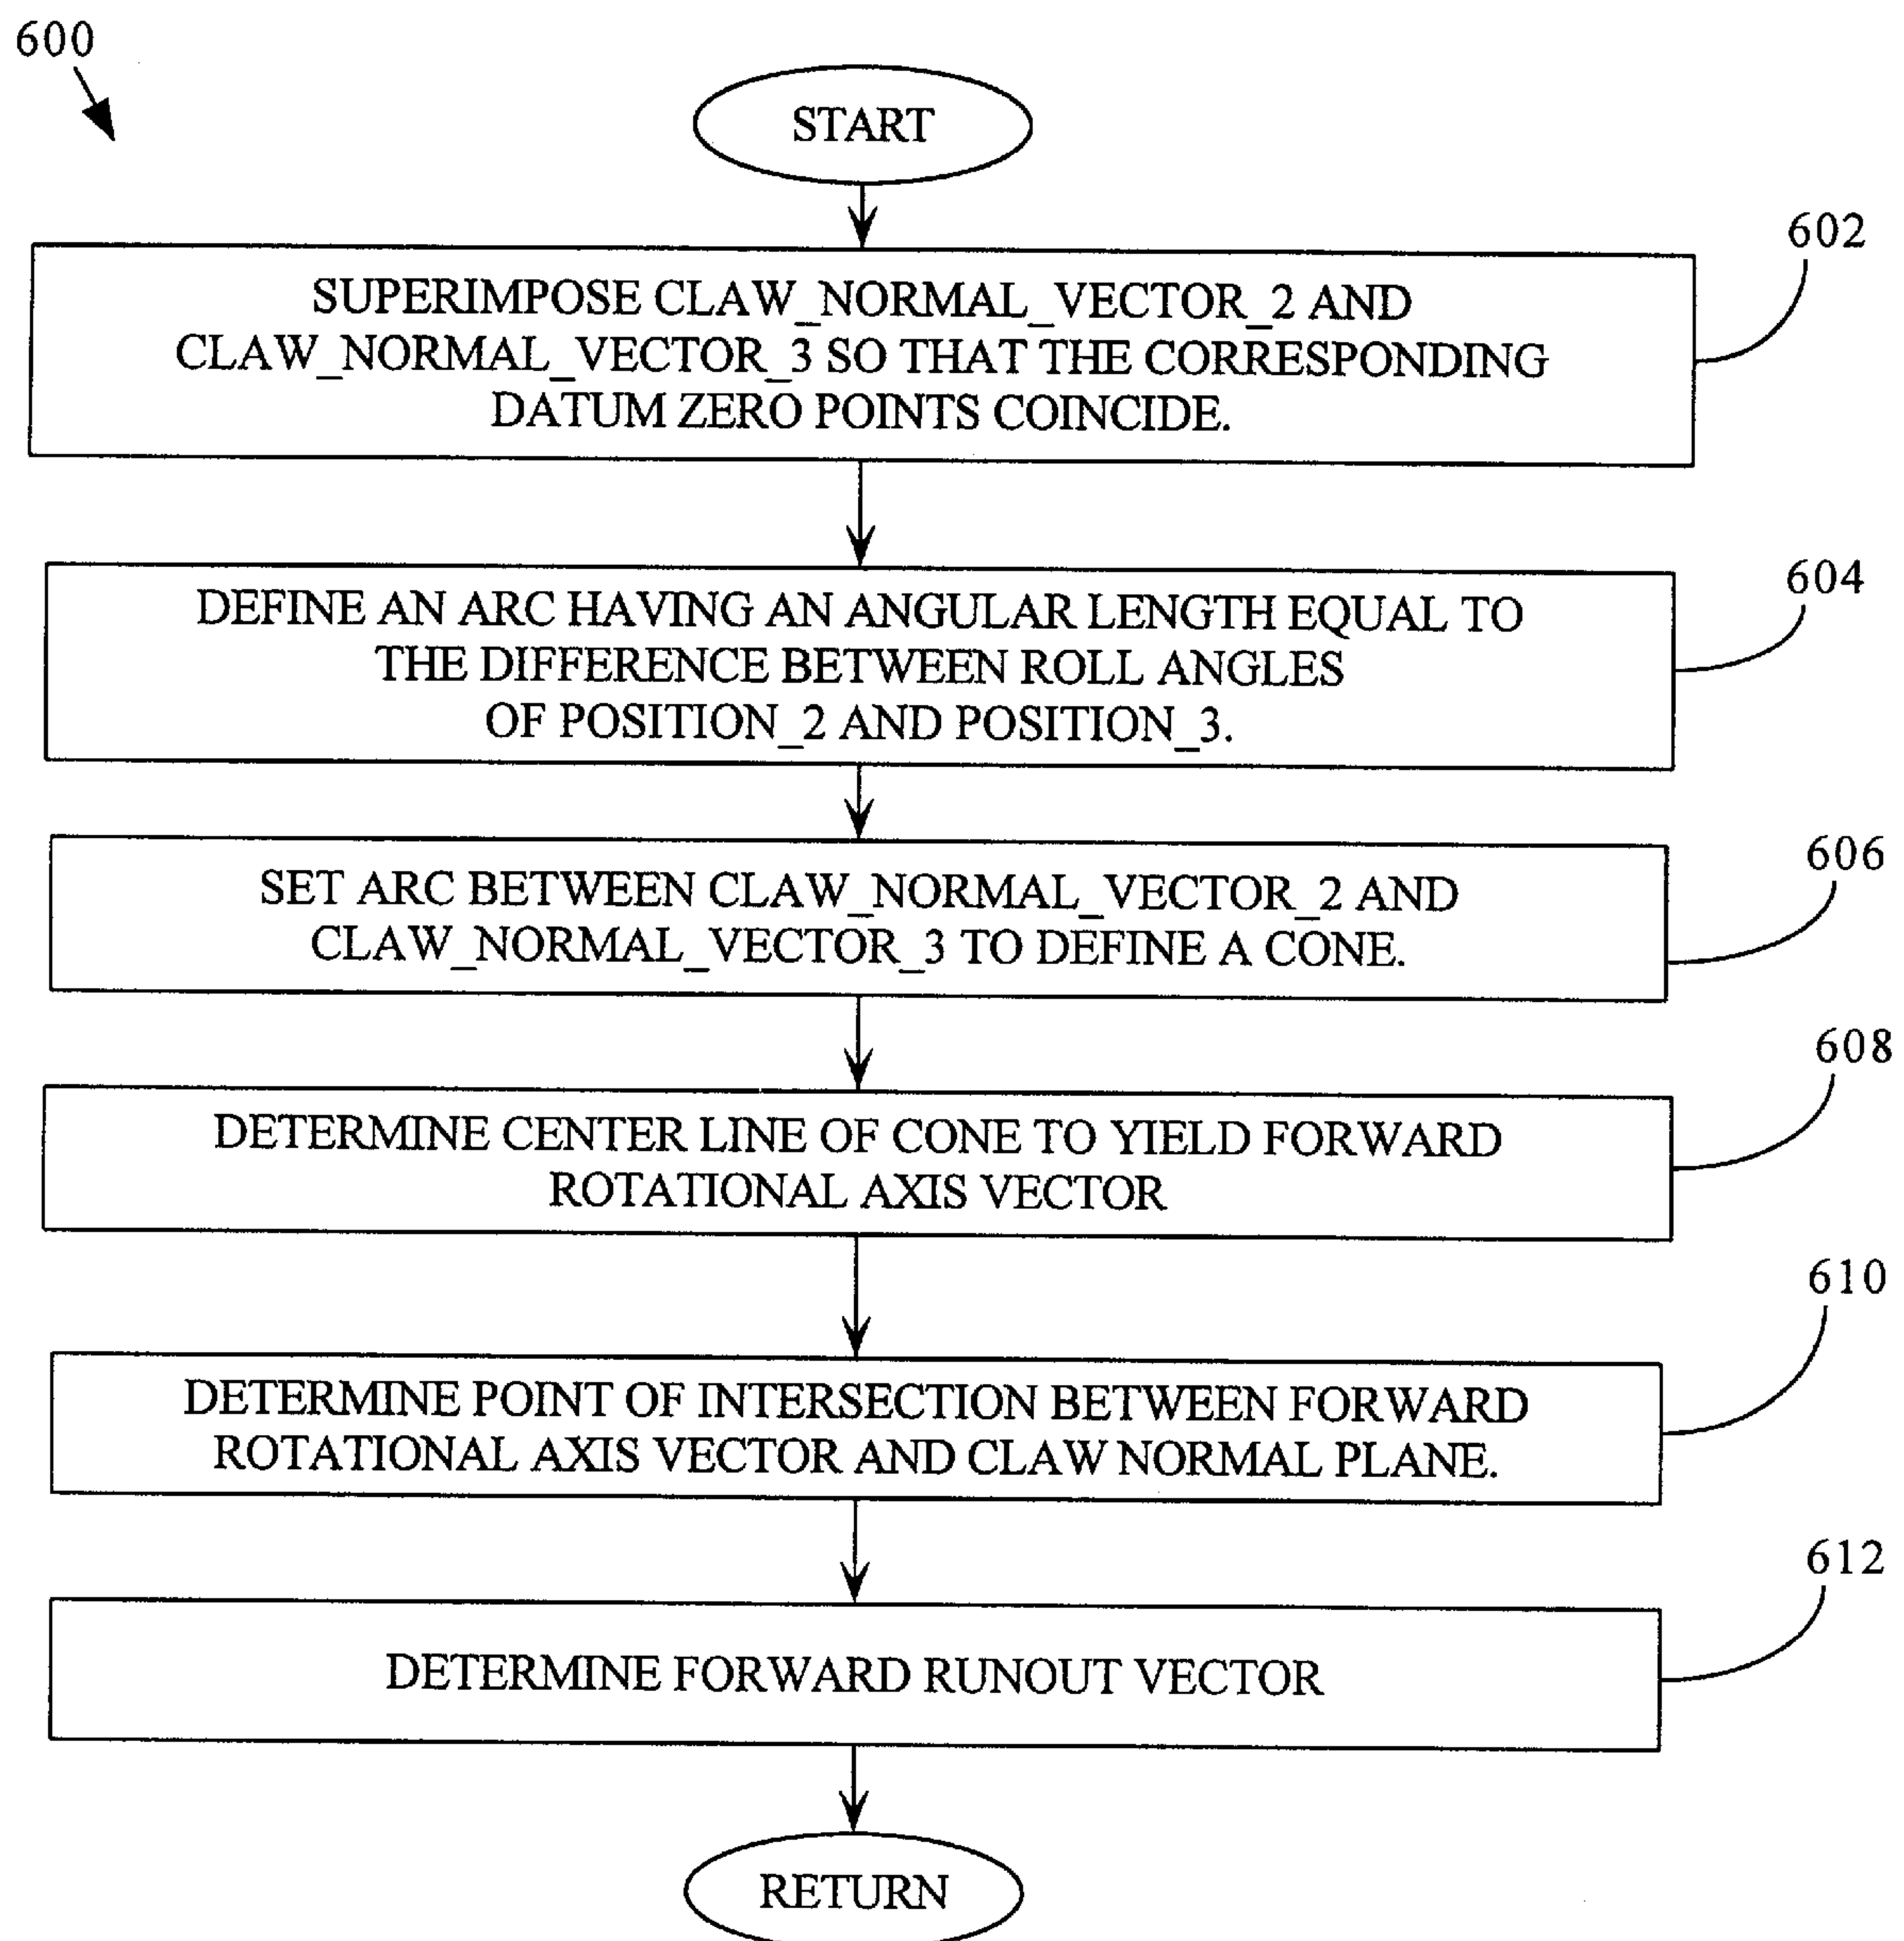 600
START
602
SUPERIMPOSE CLAW_NORMAL_VECTOR_2 AND
CLAW_NORMAL_VECTOR_3 SO THAT THE CORRESPONDING
DATUM ZERO POINTS COINCIDE.
604
DEFINE AN ARC HAVING AN ANGULAR LENGTH EQUAL TO
THE DIFFERENCE BETWEEN ROLL ANGLES
OF POSITION_2 AND POSITION_3.
606
SET ARC BETWEEN CLAW_NORMAL_VECTOR_2 AND
CLAW_NORMAL_VECTOR_3 TO DEFINE A CONE.
608
DETERMINE CENTER LINE OF CONE TO YIELD FORWARD
ROTATIONAL AXIS VECTOR
610
DETERMINE POINT OF INTERSECTION BETWEEN FORWARD
ROTATIONAL AXIS VECTOR AND CLAW NORMAL PLANE.
612
DETERMINE FORWARD RUNOUT VECTOR
RETURN